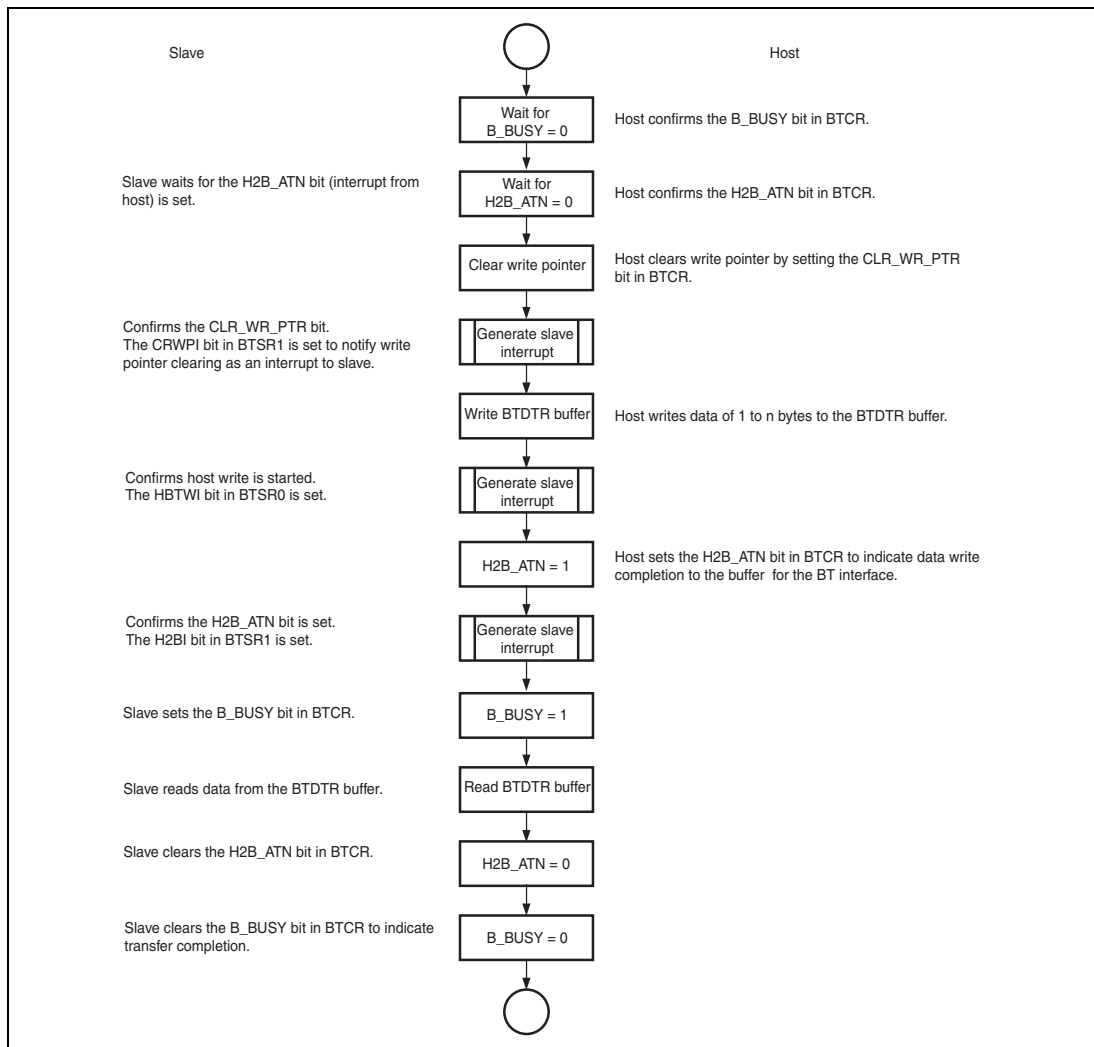 Slave
Host
Wait for
B_BUSY = 0
Host confirms the B_BUSY bit in BTCR.
Slave waits for the H2B_ATN bit (interrupt from
host) is set.
Wait for
H2B_ATN = 0
Host confirms the H2B_ATN bit in BTCR.
Clear write pointer
Host clears write pointer by setting the CLR_WR_PTR
bit in BTCR.
Confirms the CLR_WR_PTR bit.
The CRWPI bit in BTSR1 is set to notify write
pointer clearing as an interrupt to slave.
Generate slave
interrupt
Write BTDTR buffer
Host writes data of 1 to n bytes to the BTDTR buffer.
Confirms host write is started.
The HBTWI bit in BTSR0 is set.
Generate slave
interrupt
H2B_ATN = 1
Host sets the H2B_ATN bit in BTCR to indicate data write
completion to the buffer for the BT interface.
Confirms the H2B_ATN bit is set.
The H2BI bit in BTSR1 is set.
Generate slave
interrupt
Slave sets the B_BUSY bit in BTCR.
B_BUSY = 1
Slave reads data from the BTDTR buffer.
Read BTDTR buffer
Slave clears the H2B_ATN bit in BTCR.
H2B_ATN = 0
Slave clears the B_BUSY bit in BTCR to indicate
transfer completion.
B_BUSY = 0